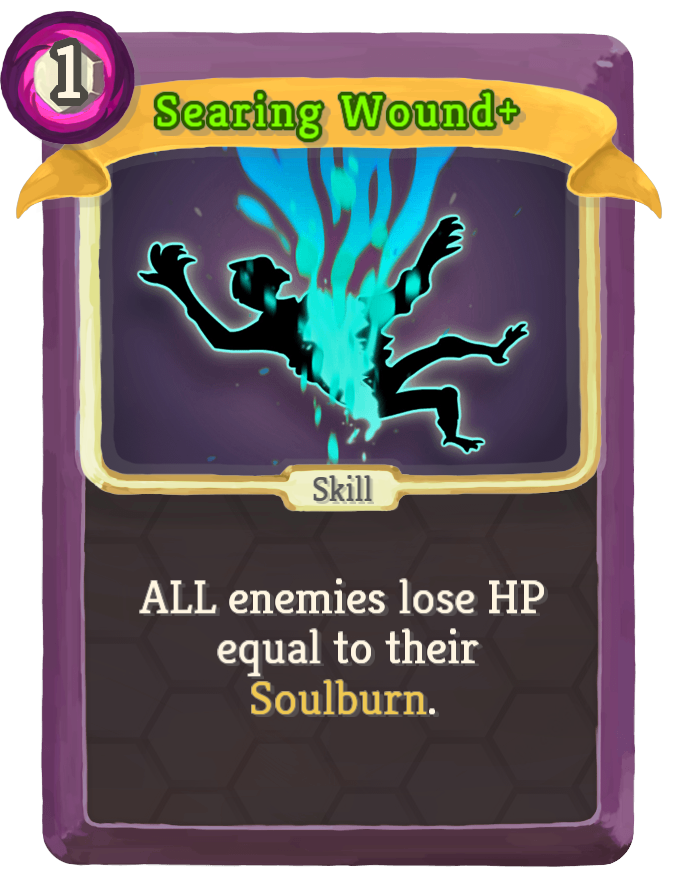 1
Searing Wound+
Skill
ALL enemies lose HP
equal to their
Soulburn.